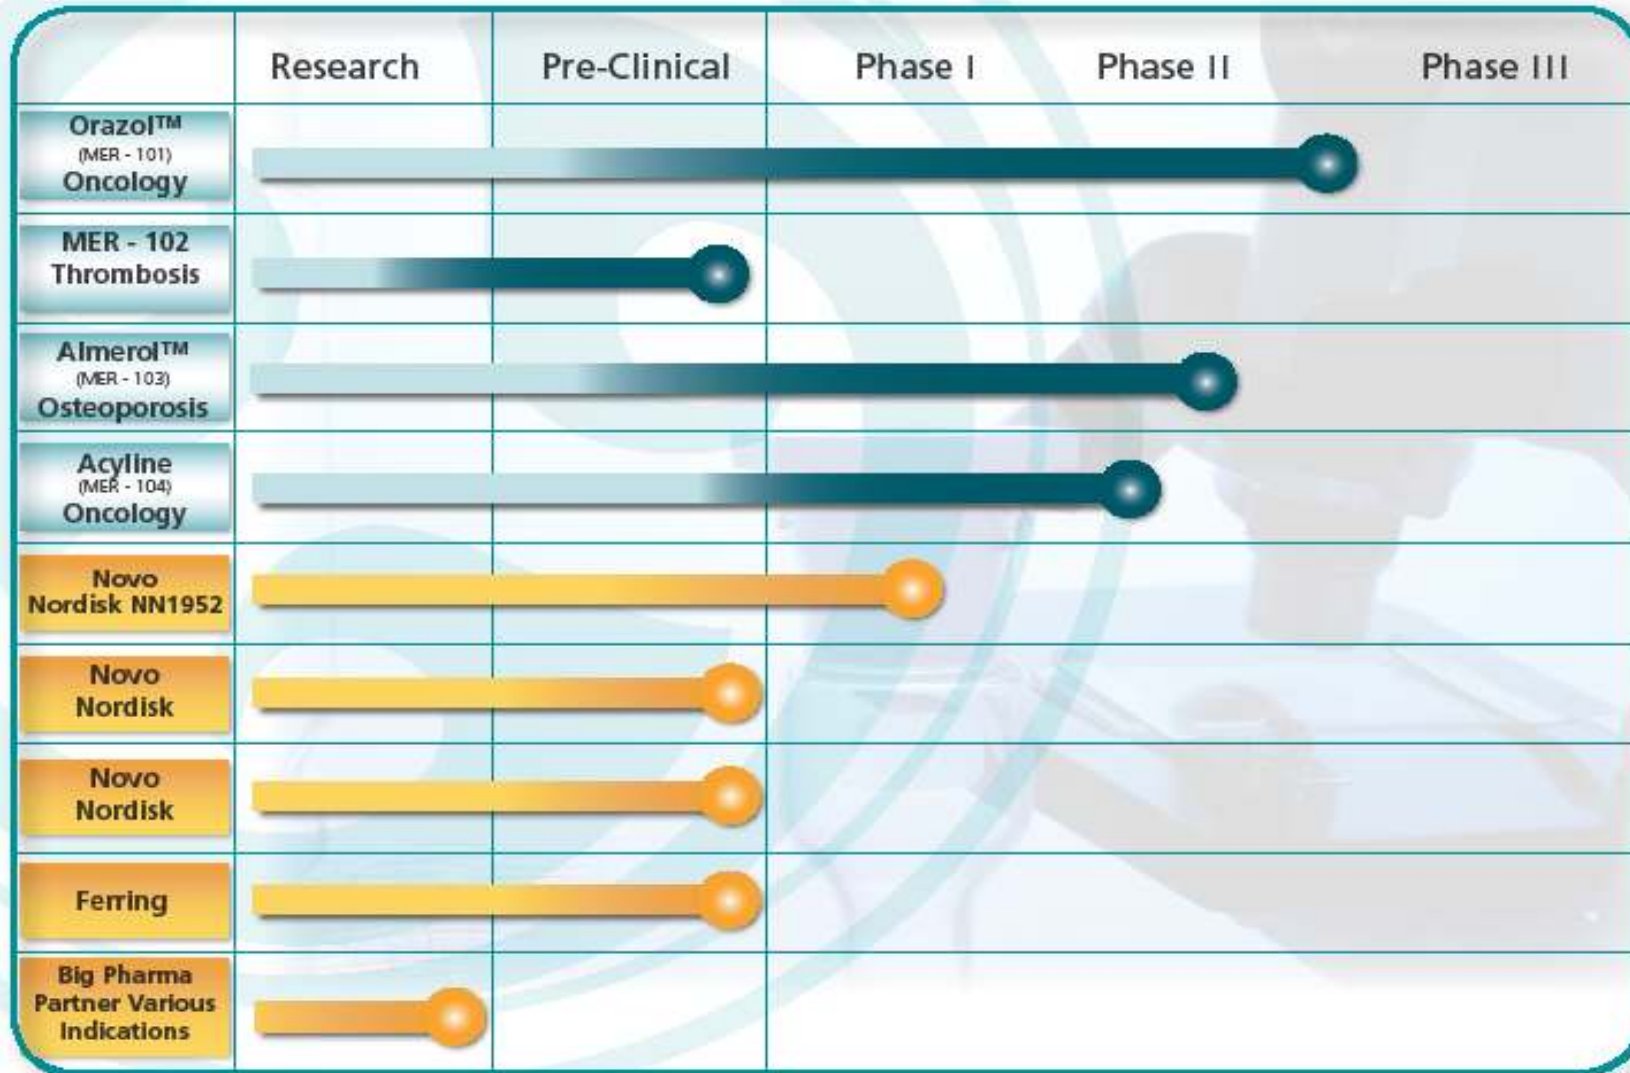 Research Pre-Clinical Phase I Phase II Phase III
Orazol™
(MER - 101)
Oncology
MER - 102
Thrombosis
Almerol™
(MER - 103)
Osteoporosis
Acyline
(MER - 104)
Oncology
Novo
Nordisk NN1952
Novo
Nordisk
Novo
Nordisk
Ferring
Big Pharma
Partner Various
Indications